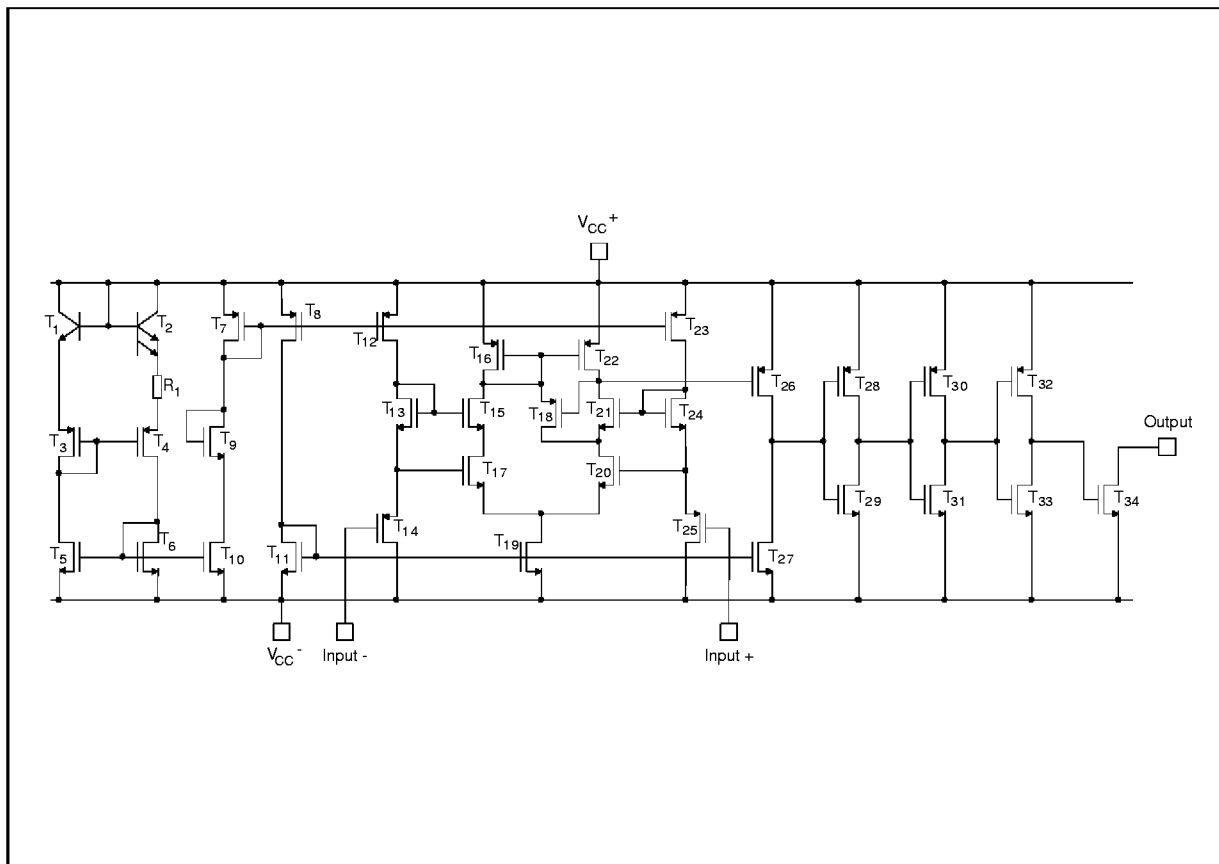 VCC+
T1
T2
T7
T8
T12
T23
T16
T22
T26
T28
T30
T32
R1
T13
T15
T18
T21
T24
T3
T4
T9
Output
T17
T20
T29
T31
T33
T34
T14
T25
T5
T6
T10
T11
T19
T27
VCC-
Input -
Input +